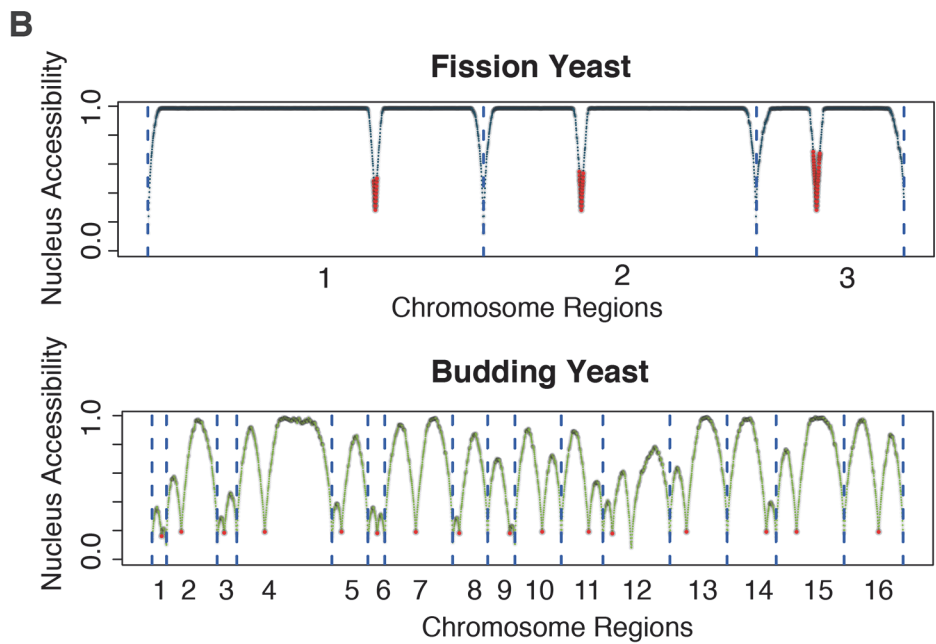 B
Fission Yeast
Nucleus Accessibility
1.0
0.0
1 2 3
Chromosome Regions
Budding Yeast
Nucleus Accessibility
1.0
0.0
1 2 3 4 5 6 7 8 9 10 11 12 13 14 15 16
Chromosome Regions